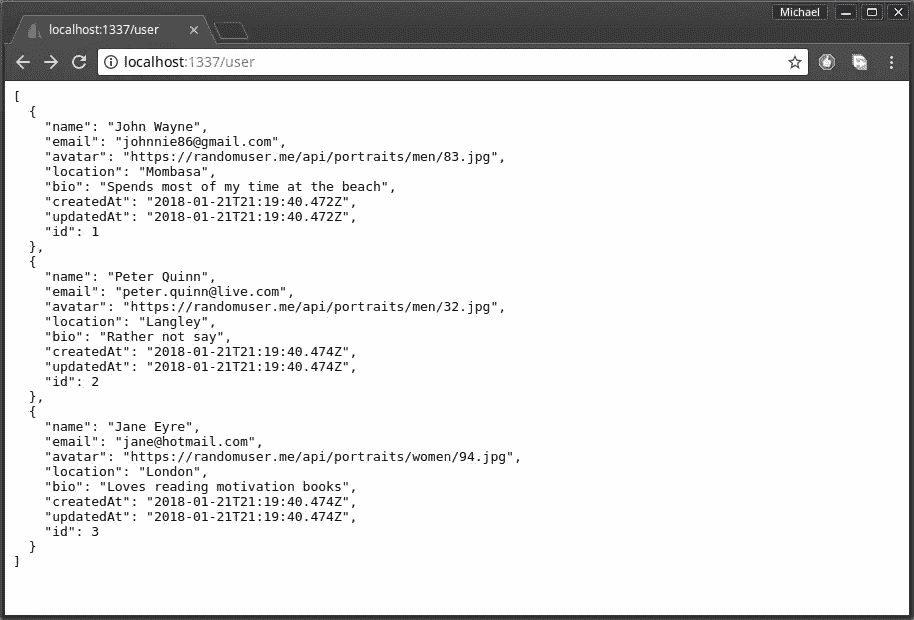 Michael
localhost:1337/user
localhost:1337/user
[
  {
    "name": "John Wayne",
    "email": "johnnie86@gmail.com",
    "avatar": "https://randomuser.me/api/portraits/men/83.jpg",
    "location": "Mombasa",
    "bio": "Spends most of my time at the beach",
    "createdAt": "2018-01-21T21:19:40.472Z",
    "updatedAt": "2018-01-21T21:19:40.472Z",
    "id": 1
  },
  {
    "name": "Peter Quinn",
    "email": "peter.quinn@live.com",
    "avatar": "https://randomuser.me/api/portraits/men/32.jpg",
    "location": "Langley",
    "bio": "Rather not say",
    "createdAt": "2018-01-21T21:19:40.474Z",
    "updatedAt": "2018-01-21T21:19:40.474Z",
    "id": 2
  },
  {
    "name": "Jane Eyre",
    "email": "jane@hotmail.com",
    "avatar": "https://randomuser.me/api/portraits/women/94.jpg",
    "location": "London",
    "bio": "Loves reading motivation books",
    "createdAt": "2018-01-21T21:19:40.474Z",
    "updatedAt": "2018-01-21T21:19:40.474Z",
    "id": 3
  }
]